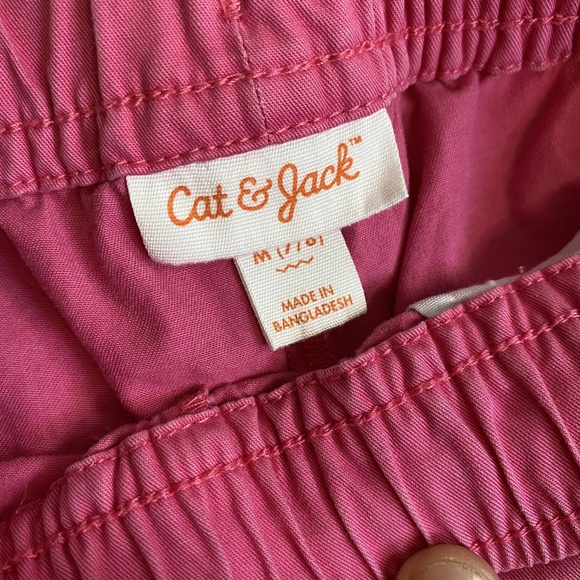 Cat & Jack™
M (7/8)
MADE IN
BANGLADESH